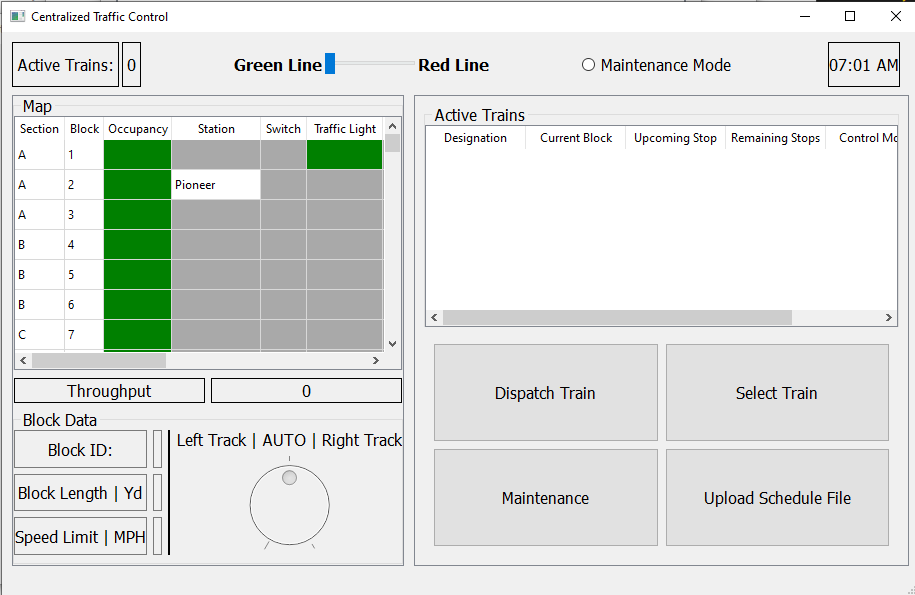 Centralized Traffic Control
Active Trains: 0 Green Line Red Line Maintenance Mode 07:01 AM
Map
Section Block Occupancy Station Switch Traffic Light
A 1
A 2 Pioneer
A 3
B 4
B 5
B 6
C 7
Throughput 0
Block Data
Block ID:
Block Length | Yd
Speed Limit | MPH
Left Track | AUTO | Right Track
Active Trains
Designation Current Block Upcoming Stop Remaining Stops Control Mo
Dispatch Train Select Train
Maintenance Upload Schedule File